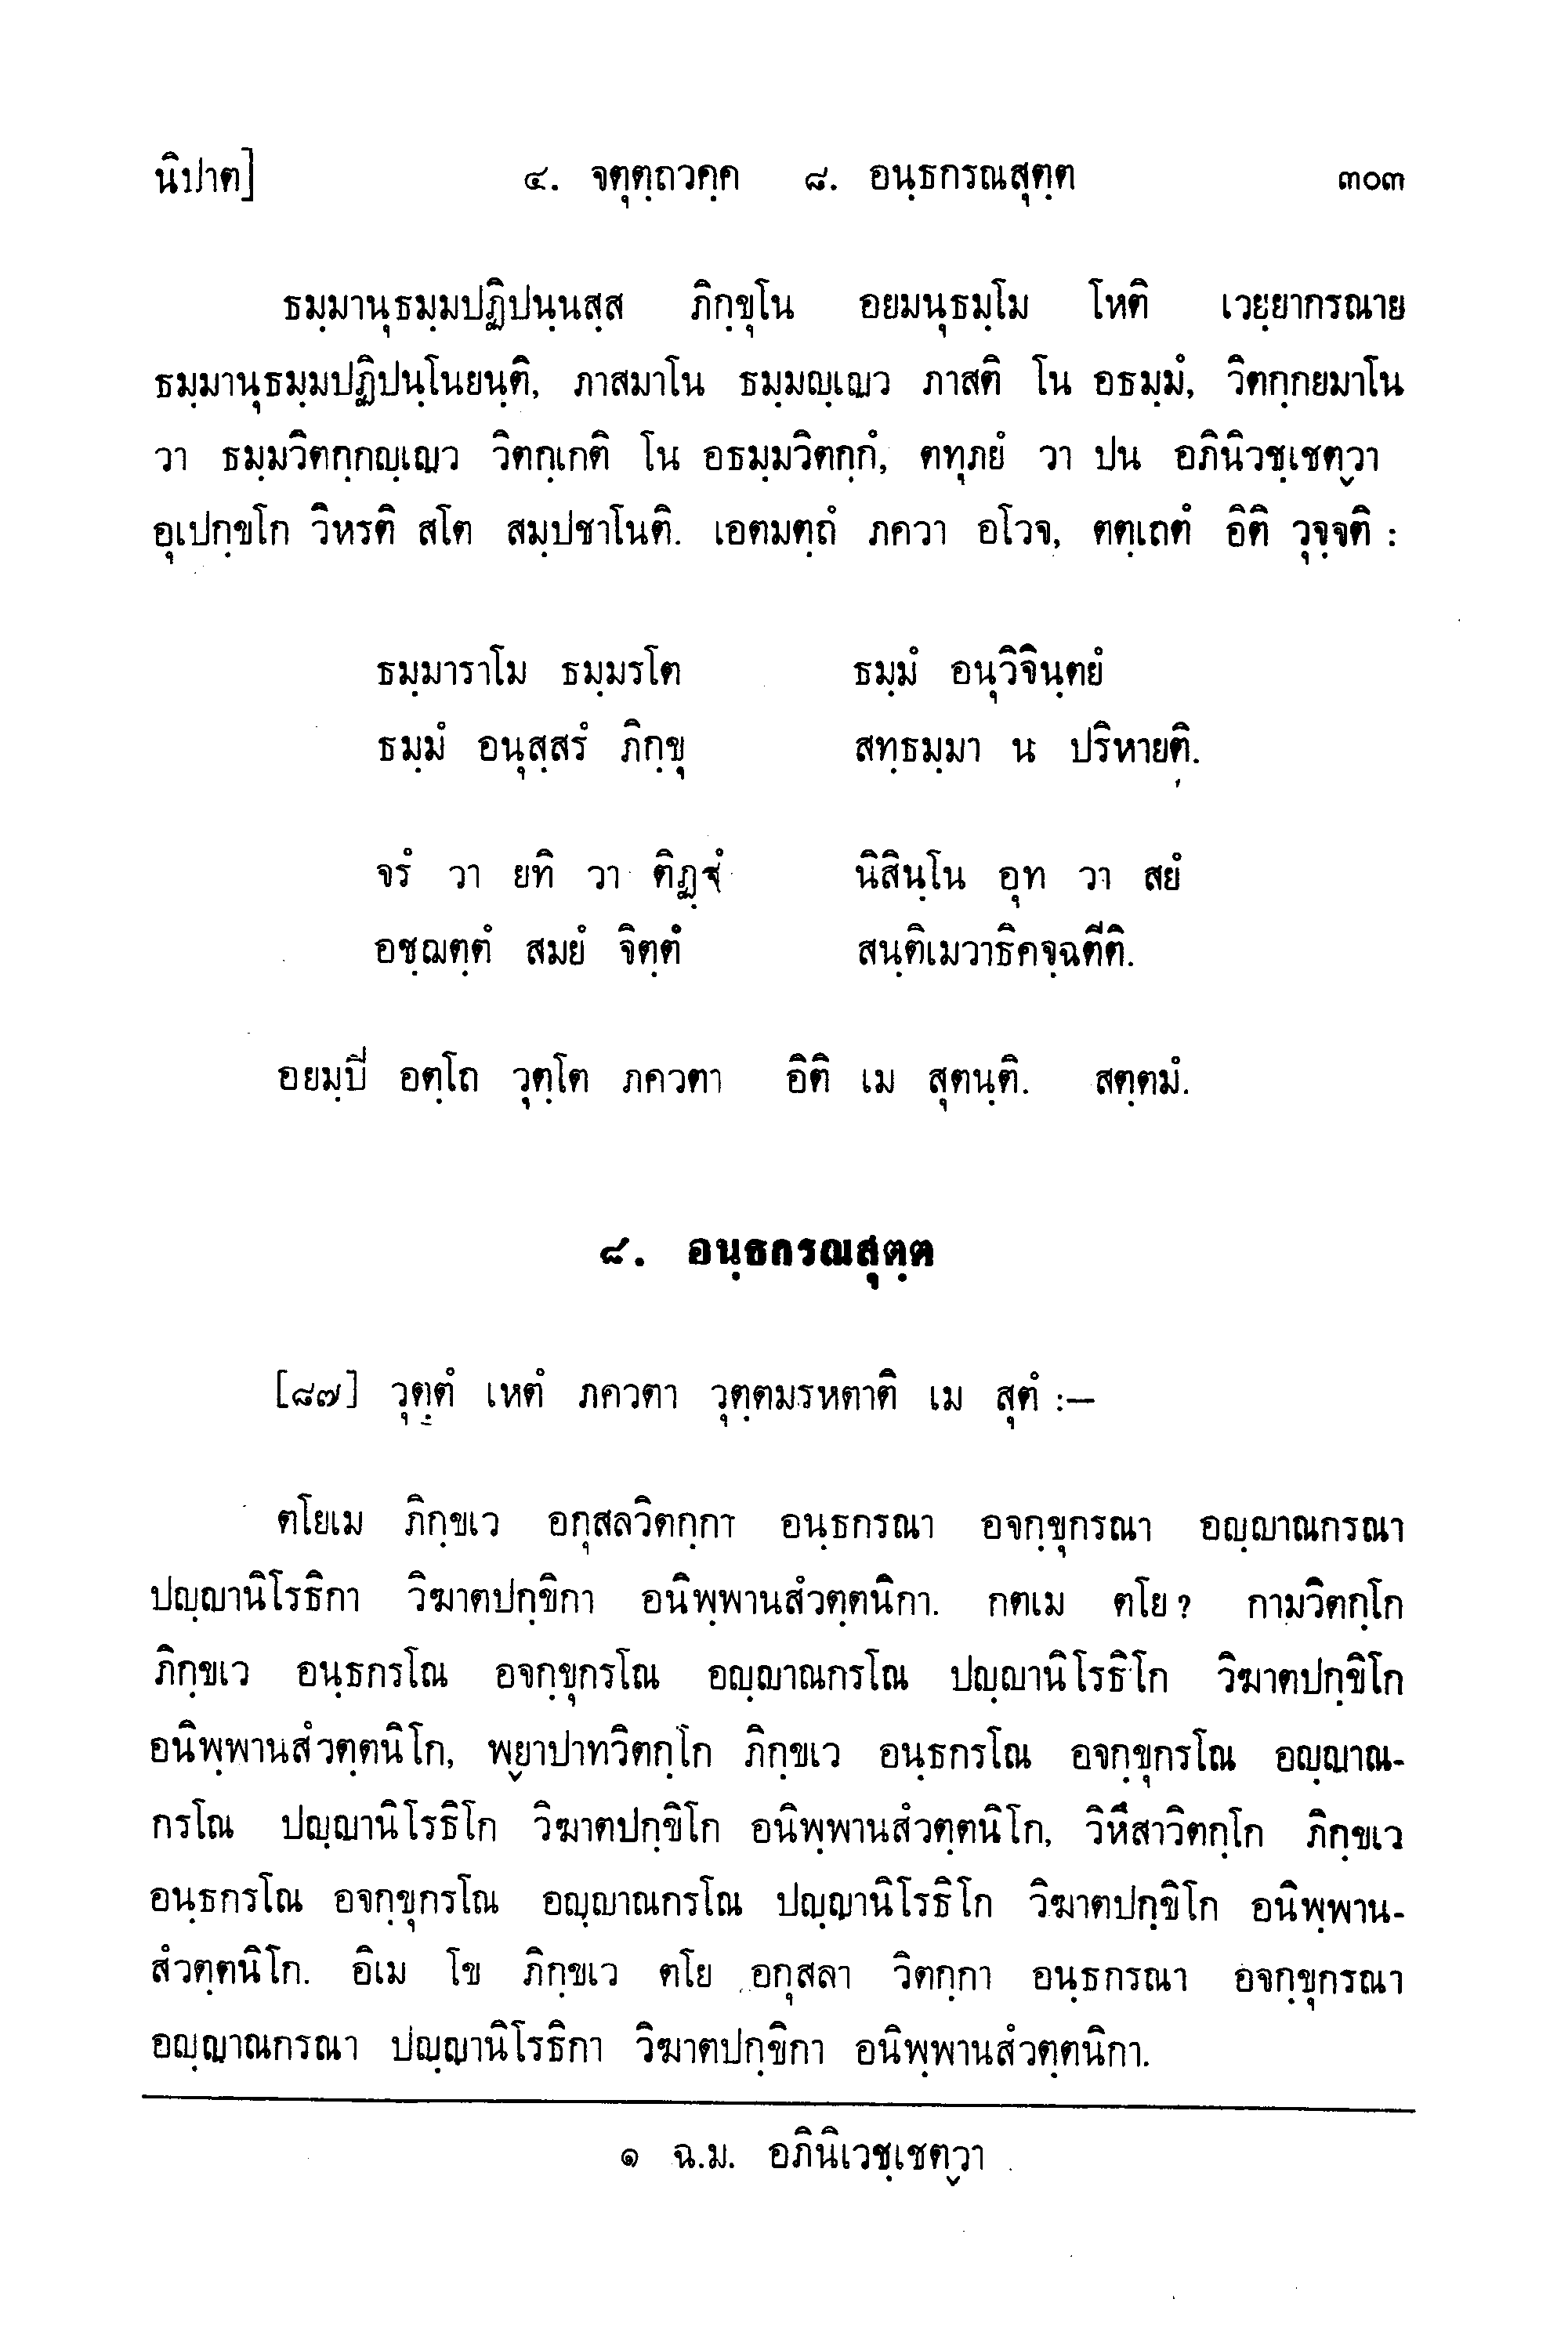 นิปาต] ๔. จตุตฺถวคฺค ๘. อนฺธกรณสุตฺต ๓๐๓
ธมฺมานุธมฺมปฏิปนฺนสฺส ภิกฺขุโน อยมนุธมฺโม โหติ เวยฺยากรณาย
ธมฺมานุธมฺมปฏิปนฺโนยนฺติ, ภาสมาโน ธมฺมญฺเญว ภาสติ โน อธมฺมํ, วิตกฺกยมาโน
วา ธมฺมวิตกฺกญฺเญว วิตกฺเกติ โน อธมฺมวิตกฺกํ, ตทุภยํ วา ปน อภินิวชฺเชตฺวา
อุเปกฺขโก วิหรติ สโต สมฺปชาโนติ. เอตมตฺถํ ภควา อโวจ, ตตฺเถตํ อิติ วุจฺจติ :
ธมฺมาราโม ธมฺมรโต ธมฺมํ อนุวิจินฺตยํ
ธมฺมํ อนุสฺสรํ ภิกฺขุ สทฺธมฺมา น ปริหายติ.
จรํ วา ยทิ วา ติฏฺฐํ นิสินฺโน อุท วา สยํ
อชฺฌตฺตํ สมยํ จิตฺตํ สนฺติเมวาธิคจฺฉตีติ.
อยมฺปิ อตฺโถ วุตฺโต ภควตา อิติ เม สุตนฺติ. สตฺตมํ.
๘. อนฺธกรณสุตฺต
[๘๗] วุตฺตํ เหตํ ภควตา วุตฺตมรหตาติ เม สุตํ :—
ตโยเม ภิกฺขเว อกุสลวิตกฺกา อนฺธกรณา อจกฺขุกรณา อญฺญาณกรณา
ปญฺญานิโรธิกา วิฆาตปกฺขิกา อนิพฺพานสํวตฺตนิกา. กตเม ตโย ? กามวิตกฺโก
ภิกฺขเว อนฺธกรโณ อจกฺขุกรโณ อญฺญาณกรโณ ปญฺญานิโรธิโก วิฆาตปกฺขิโก
อนิพฺพานสํวตฺตนิโก, พฺยาปาทวิตกฺโก ภิกฺขเว อนฺธกรโณ อจกฺขุกรโณ อญฺญาณ-
กรโณ ปญฺญานิโรธิโก วิฆาตปกฺขิโก อนิพฺพานสํวตฺตนิโก, วิหึสาวิตกฺโก ภิกฺขเว
อนฺธกรโณ อจกฺขุกรโณ อญฺญาณกรโณ ปญฺญานิโรธิโก วิฆาตปกฺขิโก อนิพฺพาน-
สํวตฺตนิโก. อิเม โข ภิกฺขเว ตโย อกุสลา วิตกฺกา อนฺธกรณา อจกฺขุกรณา
อญฺญาณกรณา ปญฺญานิโรธิกา วิฆาตปกฺขิกา อนิพฺพานสํวตฺตนิกา.
๑ ฉ.ม. อภินิเวชฺเชตฺวา